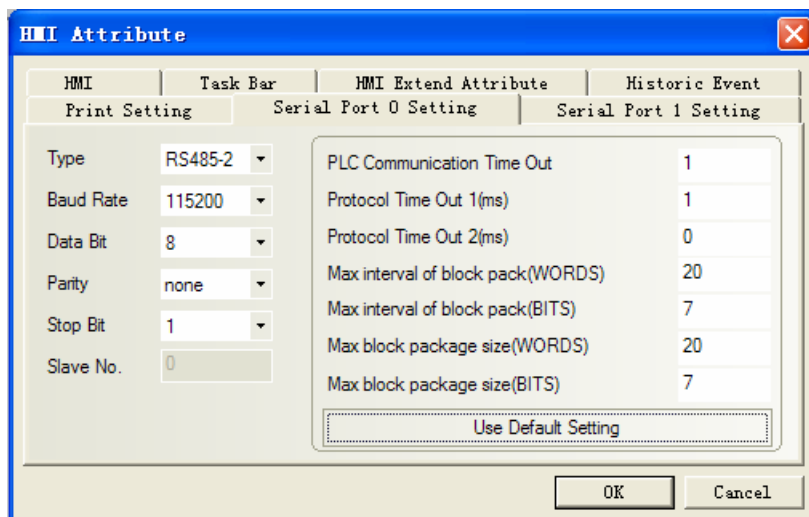 HMI Attribute
HMI Task Bar HMI Extend Attribute Historic Event
Print Setting Serial Port 0 Setting Serial Port 1 Setting
Type RS485-2
Baud Rate 115200
Data Bit 8
Parity none
Stop Bit 1
Slave No. 0
PLC Communication Time Out 1
Protocol Time Out 1(ms) 1
Protocol Time Out 2(ms) 0
Max interval of block pack(WORDS) 20
Max interval of block pack(BITS) 7
Max block package size(WORDS) 20
Max block package size(BITS) 7
Use Default Setting
OK Cancel